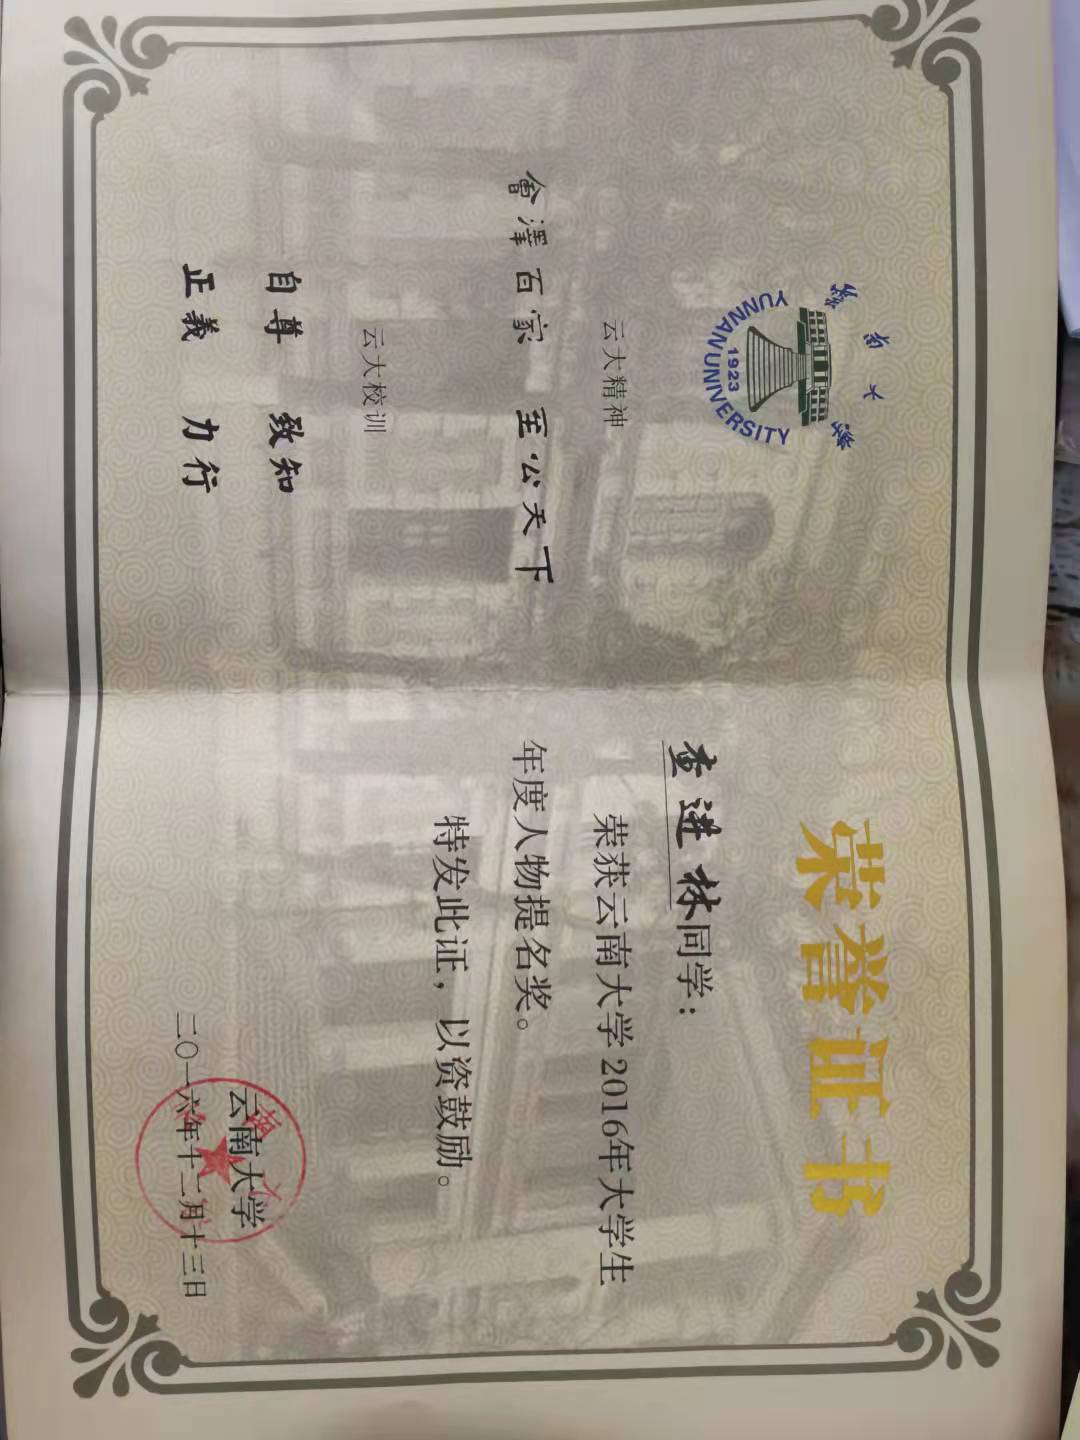 云南大学
YUNNAN UNIVERSITY
1923
云大精神
會澤百家 至公天下
云大校训
自尊 致知
正義 力行
荣誉证书
查进林同学：
荣获云南大学2016年大学生
年度人物提名奖。
特发此证，以资鼓励。
云南大学
二〇一六年十二月十三日